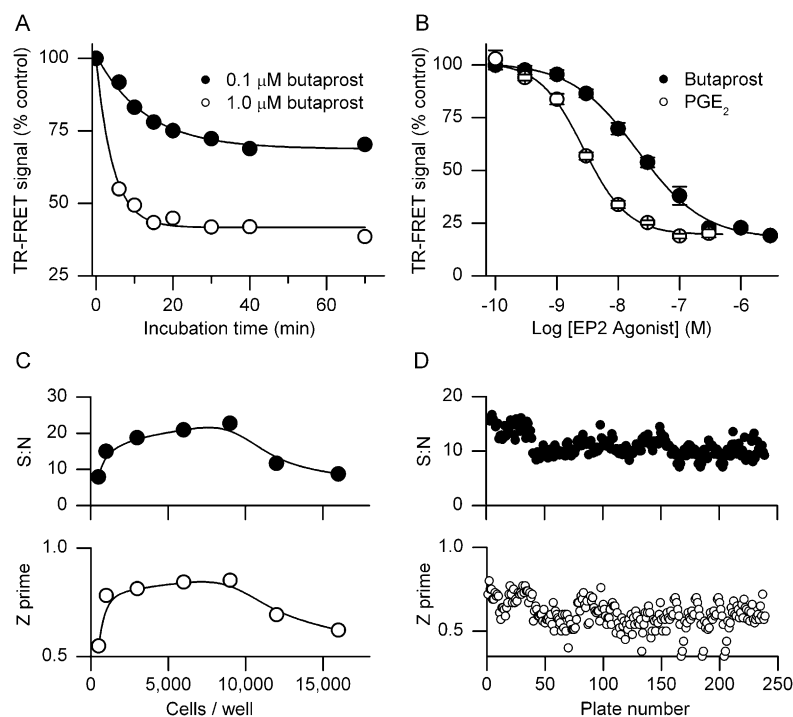 A
TR-FRET signal (% control)
100
75
50
25
0 20 40 60
Incubation time (min)
0.1 µM butaprost
1.0 µM butaprost
B
TR-FRET signal (% control)
100
75
50
25
0
-10 -9 -8 -7 -6
Log [EP2 Agonist] (M)
Butaprost
PGE2
C
S:N
30
20
10
0
Z prime
1.0
0.5
0 5,000 10,000 15,000
Cells / well
D
S:N
20
10
0
Z prime
1.0
0.5
0 50 100 150 200 250
Plate number